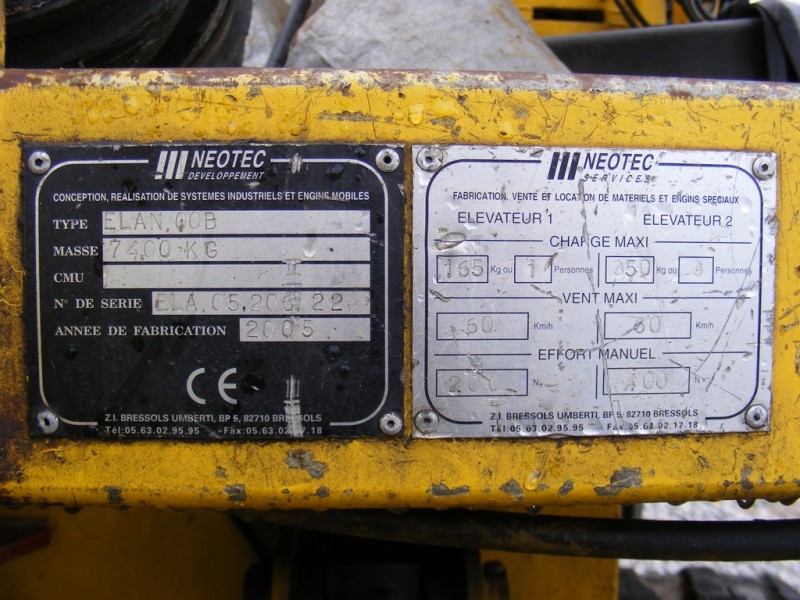 NEOTEC
DEVELOPPEMENT
CONCEPTION, REALISATION DE SYSTEMES INDUSTRIELS ET ENGINS MOBILES
TYPE ELAN.
MASSE 7400 KG
CMU
N° DE SERIE ELA.05.206.22
ANNEE DE FABRICATION 2005
CE
Z.I. BRESSOLS UMBERTI, BP 5, 82710 BRESSOLS
Tél:05.63.02.95.95 - Fax:05.63.02.17.18
NEOTEC
SERVICES
FABRICATION, VENTE ET LOCATION DE MATERIELS ET ENGINS SPECIAUX
ELEVATEUR 1 ELEVATEUR 2
CHARGE MAXI
165 Kg ou 1 Personnes Kg ou Personnes
VENT MAXI
60 Km/h 60 Km/h
EFFORT MANUEL
200 N 400 N
Z.I. BRESSOLS UMBERTI, BP 5, 82710 BRESSOLS
Tél:05.63.02.95.95 - Fax:05.63.02.17.18